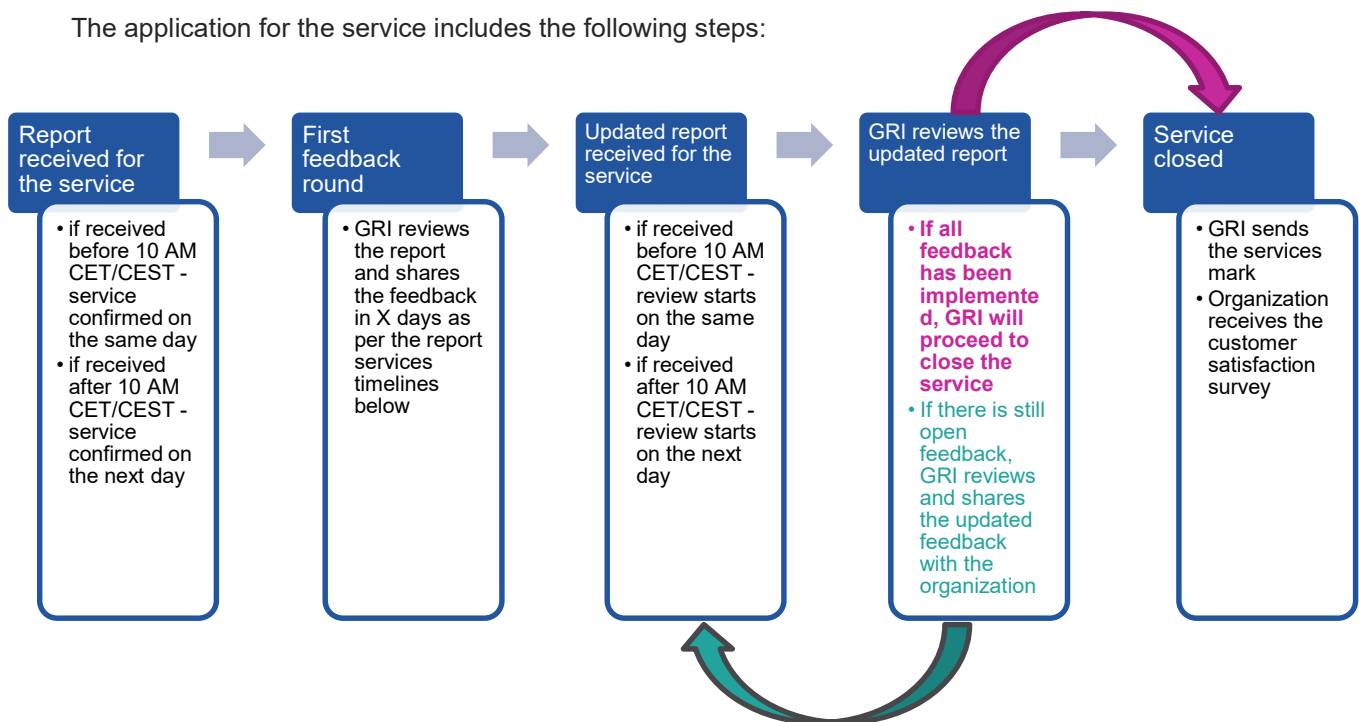 The application for the service includes the following steps:
Report
received for
the service
• if received
before 10 AM
CET/CEST -
service
confirmed on
the same day
• if received
after 10 AM
CET/CEST -
service
confirmed on
the next day
First
feedback
round
• GRI reviews
the report
and shares
the feedback
in X days as
per the report
services
timelines
below
Updated report
received for the
service
• if received
before 10 AM
CET/CEST -
review starts
on the same
day
• if received
after 10 AM
CET/CEST -
review starts
on the next
day
GRI reviews the
updated report
• If all
feedback
has been
implemente
d, GRI will
proceed to
close the
service
• If there is still
open
feedback,
GRI reviews
and shares
the updated
feedback
with the
organization
Service
closed
• GRI sends
the services
mark
• Organization
receives the
customer
satisfaction
survey